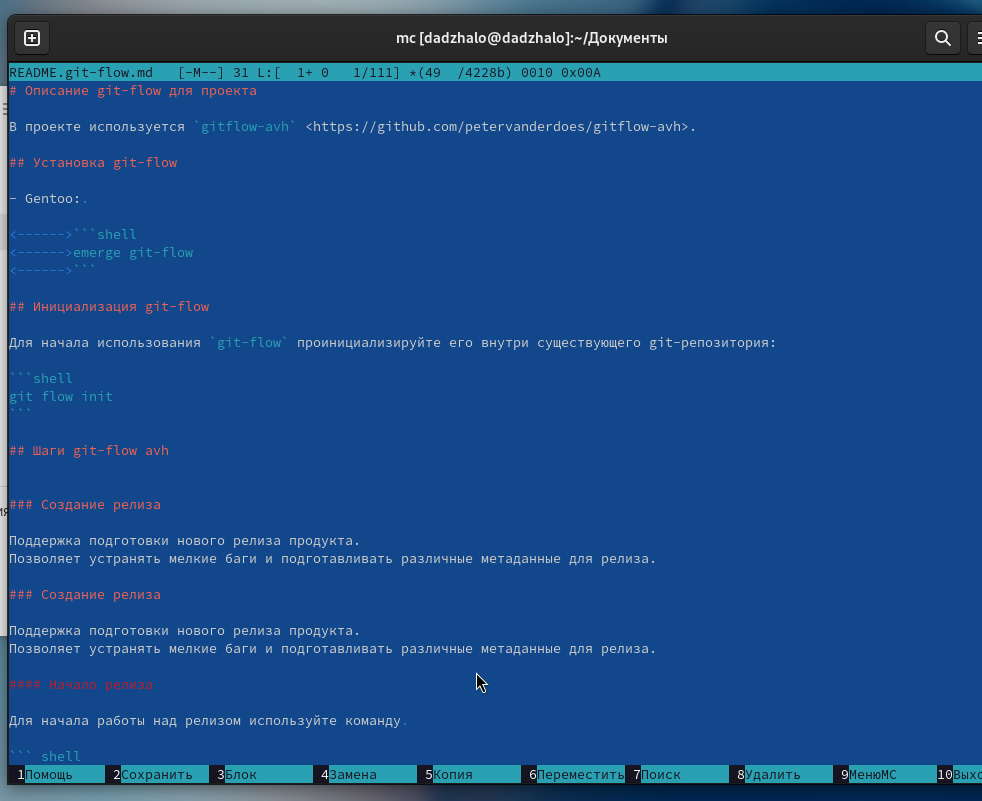 mc [dadzhalo@dadzhalo]:~/Документы
README.git-flow.md [-M--] 31 L:[ 1+ 0 1/111] *(49 /4228b) 0010 0x00A
# Описание git-flow для проекта
В проекте используется `gitflow-avh` <https://github.com/petervanderdoes/gitflow-avh>.
## Установка git-flow
- Gentoo:.
<------>```shell
<------>emerge git-flow
<------>```
## Инициализация git-flow
Для начала использования `git-flow` проинициализируйте его внутри существующего git-репозитория:
```shell
git flow init
```
## Шаги git-flow avh
### Создание релиза
Поддержка подготовки нового релиза продукта.
Позволяет устранять мелкие баги и подготавливать различные метаданные для релиза.
### Создание релиза
Поддержка подготовки нового релиза продукта.
Позволяет устранять мелкие баги и подготавливать различные метаданные для релиза.
#### Начало релиза
Для начала работы над релизом используйте команду.
``` shell
1Помощь 2Сохранить 3Блок 4Замена 5Копия 6Переместить 7Поиск 8Удалить 9МенюМС 10Выхо